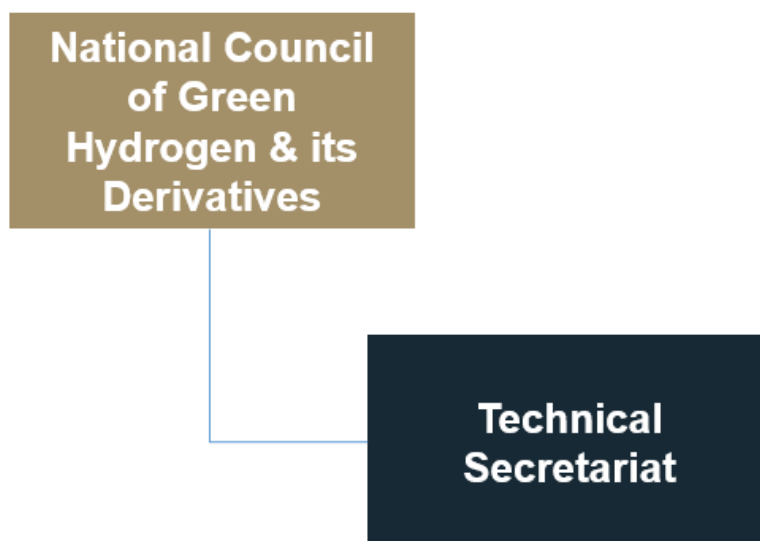 National Council
of Green
Hydrogen & its
Derivatives
Technical
Secretariat